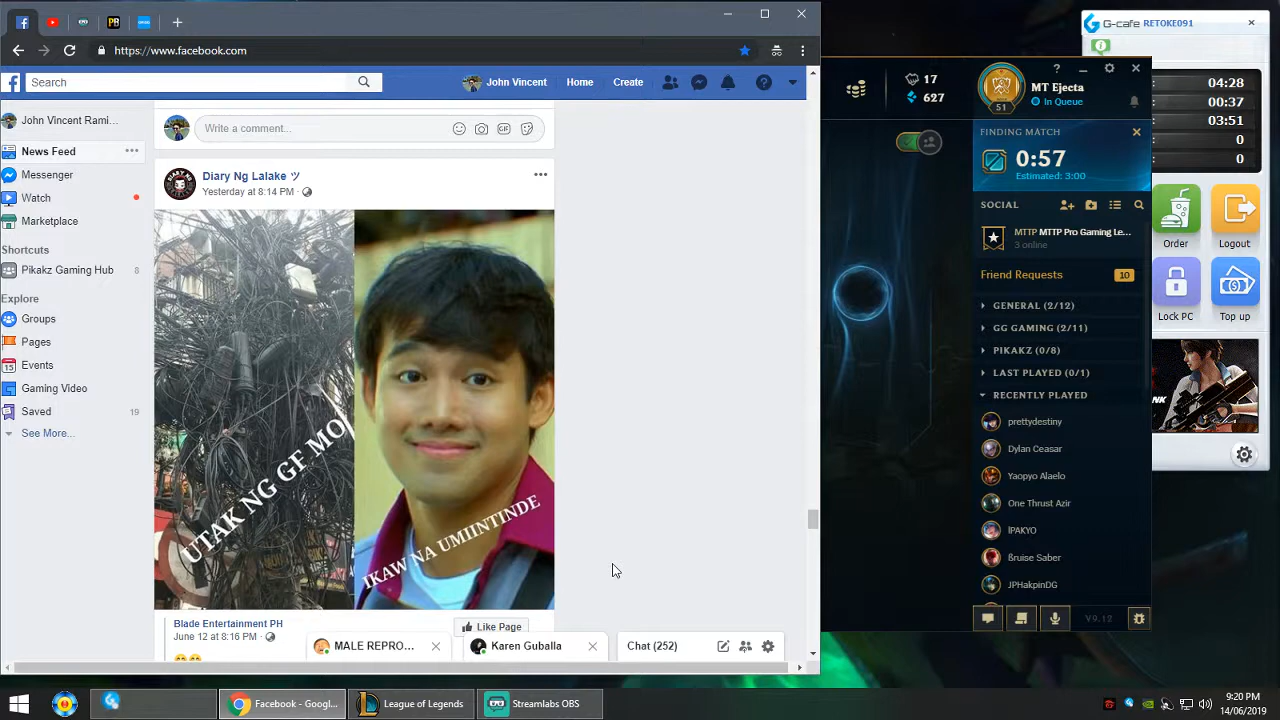 https://www.facebook.com
Search
John Vincent
Home
Create
John Vincent Rami...
News Feed
Messenger
Watch
Marketplace
Shortcuts
Pikakz Gaming Hub 8
Explore
Groups
Pages
Events
Gaming Video
Saved 19
See More...
Write a comment...
Diary Ng Lalake ツ
Yesterday at 8:14 PM
UTAK NG GF MO
IKAW NA UMIINTINDE
Blade Entertainment PH
June 12 at 8:16 PM
Like Page
MALE REPRO...
Karen Guballa
Chat (252)
17
627
51
MT Ejecta
In Queue
FINDING MATCH
0:57
Estimated: 3:00
SOCIAL
MTTP MTTP Pro Gaming Le...
3 online
Friend Requests 10
GENERAL (2/12)
GG GAMING (2/11)
PIKAKZ (0/8)
LAST PLAYED (0/1)
RECENTLY PLAYED
prettydestiny
Dylan Ceasar
Yaopyo Alaelo
One Thrust Azir
lPAKYO
ßruise Saber
JPHakpinDG
V9.12
G-cafe RETOKE091
04:28
00:37
03:51
0
0
Order
Logout
Lock PC
Top up
Facebook - Googl...
League of Legends
Streamlabs OBS
9:20 PM
14/06/2019